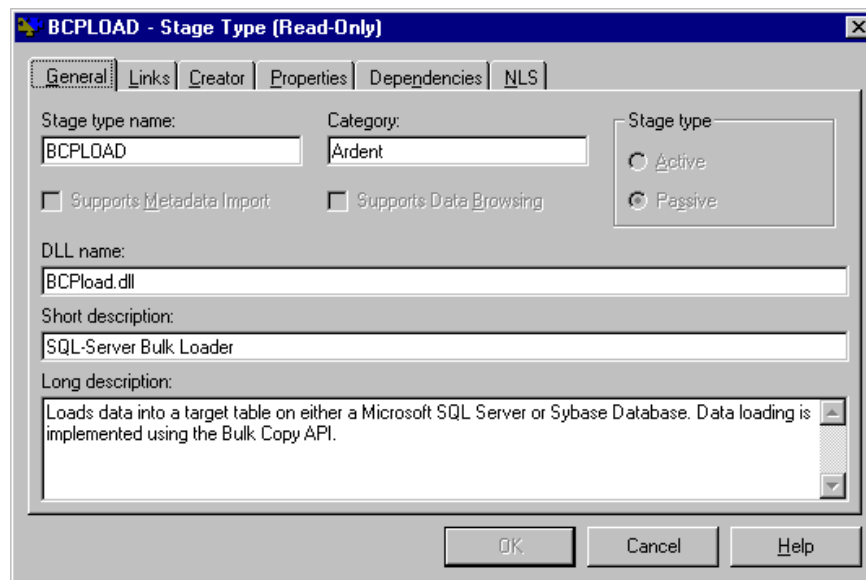 BCPLOAD - Stage Type (Read-Only)
General Links Creator Properties Dependencies NLS
Stage type name: Category: Stage type
BCPLOAD Ardent Active
Supports Metadata Import Supports Data Browsing Passive
DLL name:
BCPload.dll
Short description:
SQL-Server Bulk Loader
Long description:
Loads data into a target table on either a Microsoft SQL Server or Sybase Database. Data loading is
implemented using the Bulk Copy API.
OK Cancel Help